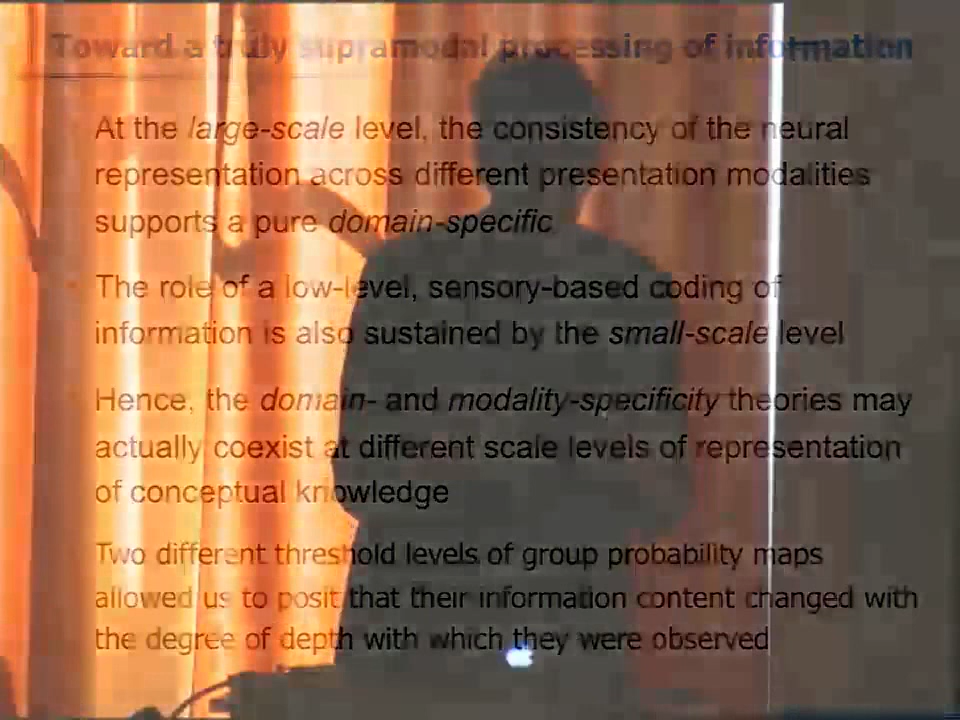 Toward a truly supramodal processing of information
At the large-scale level, the consistency of the neural
representation across different presentation modalities
supports a pure domain-specific
The role of a low-level, sensory-based coding of
information is also sustained by the small-scale level
Hence, the domain- and modality-specificity theories may
actually coexist at different scale levels of representation
of conceptual knowledge
Two different threshold levels of group probability maps
allowed us to posit that their information content changed with
the degree of depth with which they were observed